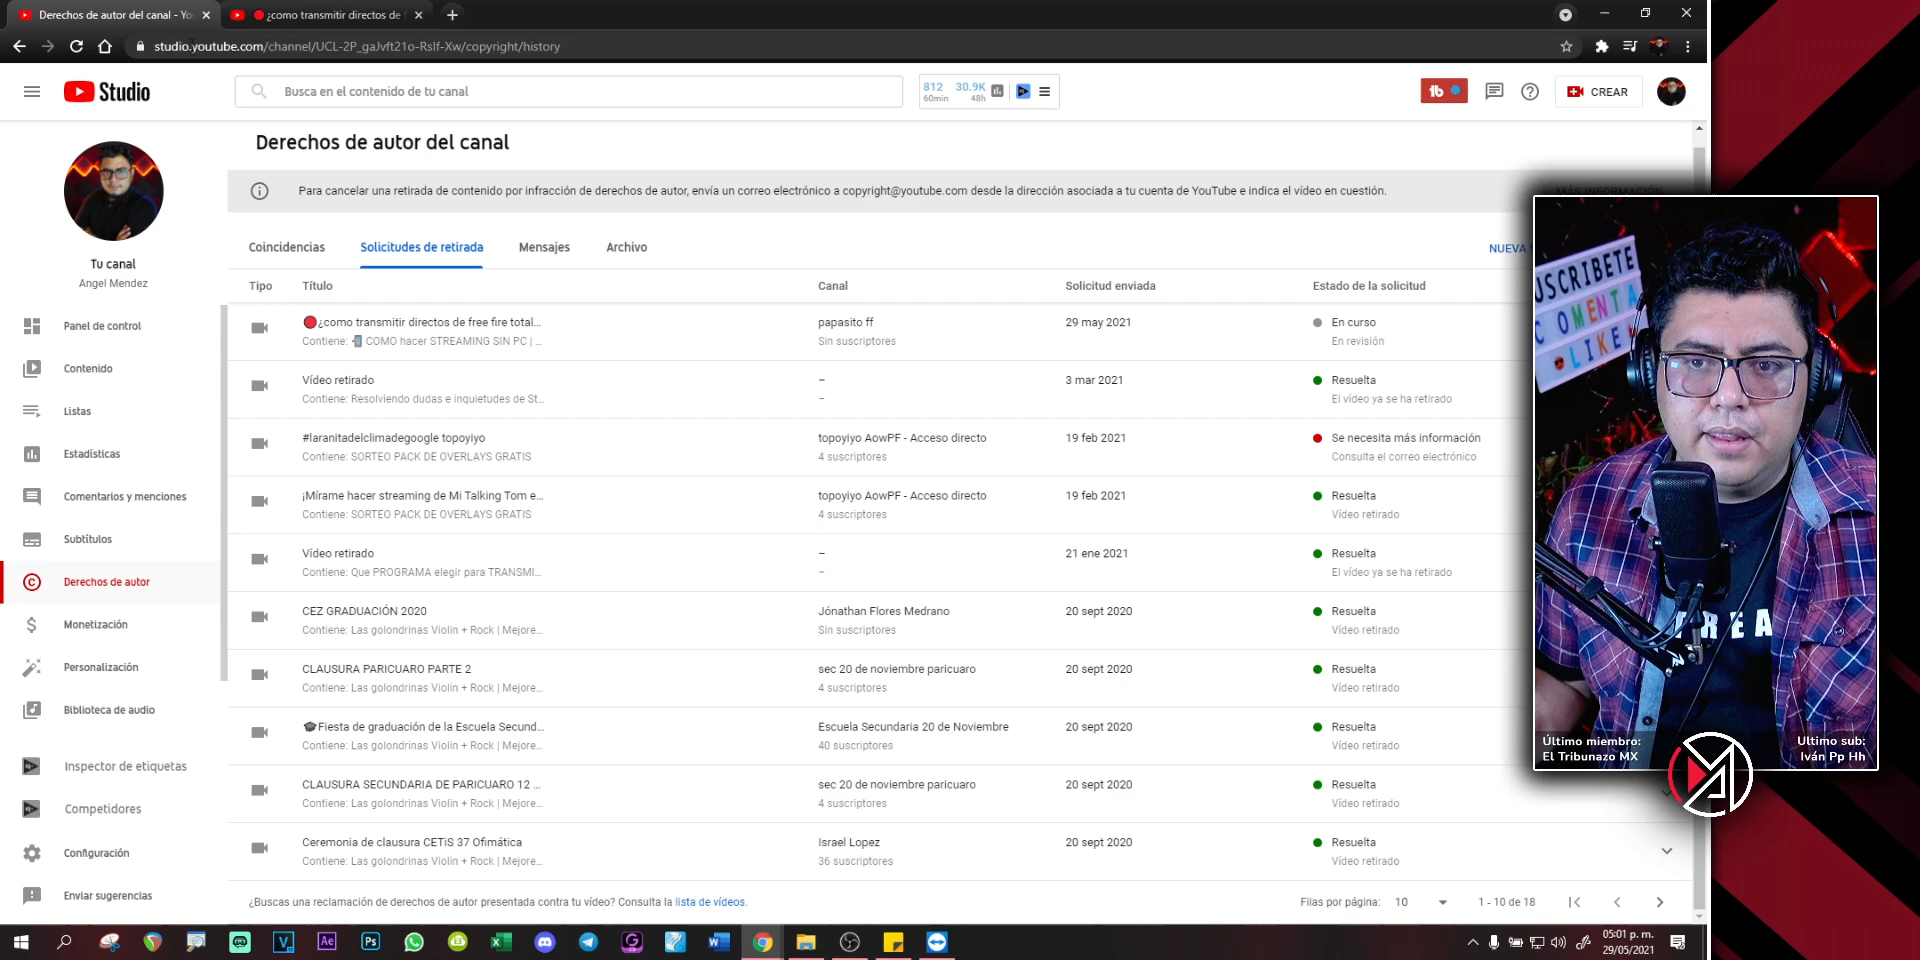 Derechos de autor del canal - Yo
¿como transmitir directos de f
studio.youtube.com/channel/UCL-2P_gaJvft21o-RsIf-Xw/copyright/history
Studio
Busca en el contenido de tu canal
812 30.9K
60min 48h
tb
CREAR
Derechos de autor del canal
Para cancelar una retirada de contenido por infracción de derechos de autor, envía un correo electrónico a copyright@youtube.com desde la dirección asociada a tu cuenta de YouTube e indica el vídeo en cuestión.
MÁS INFORMACIÓN
Tu canal
Angel Mendez
Coincidencias Solicitudes de retirada Mensajes Archivo NUEVA
Tipo Título Canal Solicitud enviada Estado de la solicitud
¿como transmitir directos de free fire total... papasito ff 29 may 2021 En curso
Contiene: COMO hacer STREAMING SIN PC | ... Sin suscriptores En revisión
Vídeo retirado – 3 mar 2021 Resuelta
Contiene: Resolviendo dudas e inquietudes de St... – El vídeo ya se ha retirado
#laranitadelclimadegoogle topoyiyo topoyiyo AowPF - Acceso directo 19 feb 2021 Se necesita más información
Contiene: SORTEO PACK DE OVERLAYS GRATIS 4 suscriptores Consulta el correo electrónico
¡Mírame hacer streaming de Mi Talking Tom e... topoyiyo AowPF - Acceso directo 19 feb 2021 Resuelta
Contiene: SORTEO PACK DE OVERLAYS GRATIS 4 suscriptores Vídeo retirado
Vídeo retirado – 21 ene 2021 Resuelta
Contiene: Que PROGRAMA elegir para TRANSMI... – El vídeo ya se ha retirado
CEZ GRADUACIÓN 2020 Jónathan Flores Medrano 20 sept 2020 Resuelta
Contiene: Las golondrinas Violin + Rock | Mejore... Sin suscriptores Vídeo retirado
CLAUSURA PARICUARO PARTE 2 sec 20 de noviembre paricuaro 20 sept 2020 Resuelta
Contiene: Las golondrinas Violin + Rock | Mejore... 4 suscriptores Vídeo retirado
Fiesta de graduación de la Escuela Secund... Escuela Secundaria 20 de Noviembre 20 sept 2020 Resuelta
Contiene: Las golondrinas Violin + Rock | Mejore... 40 suscriptores Vídeo retirado
CLAUSURA SECUNDARIA DE PARICUARO 12 ... sec 20 de noviembre paricuaro 20 sept 2020 Resuelta
Contiene: Las golondrinas Violin + Rock | Mejore... 4 suscriptores Vídeo retirado
Ceremonia de clausura CETiS 37 Ofimática Israel Lopez 20 sept 2020 Resuelta
Contiene: Las golondrinas Violin + Rock | Mejore... 36 suscriptores Vídeo retirado
¿Buscas una reclamación de derechos de autor presentada contra tu vídeo? Consulta la lista de vídeos.
Filas por página: 10 1 - 10 de 18
Panel de control
Contenido
Listas
Estadísticas
Comentarios y menciones
Subtítulos
Derechos de autor
Monetización
Personalización
Biblioteca de audio
Inspector de etiquetas
Competidores
Configuración
Enviar sugerencias
SUSCRIBETE
COMENTA
LIKE
CREA
Último miembro:
El Tribunazo MX
Ultimo sub:
Iván Pp Hh
V Ae Ps
05:01 p. m.
29/05/2021